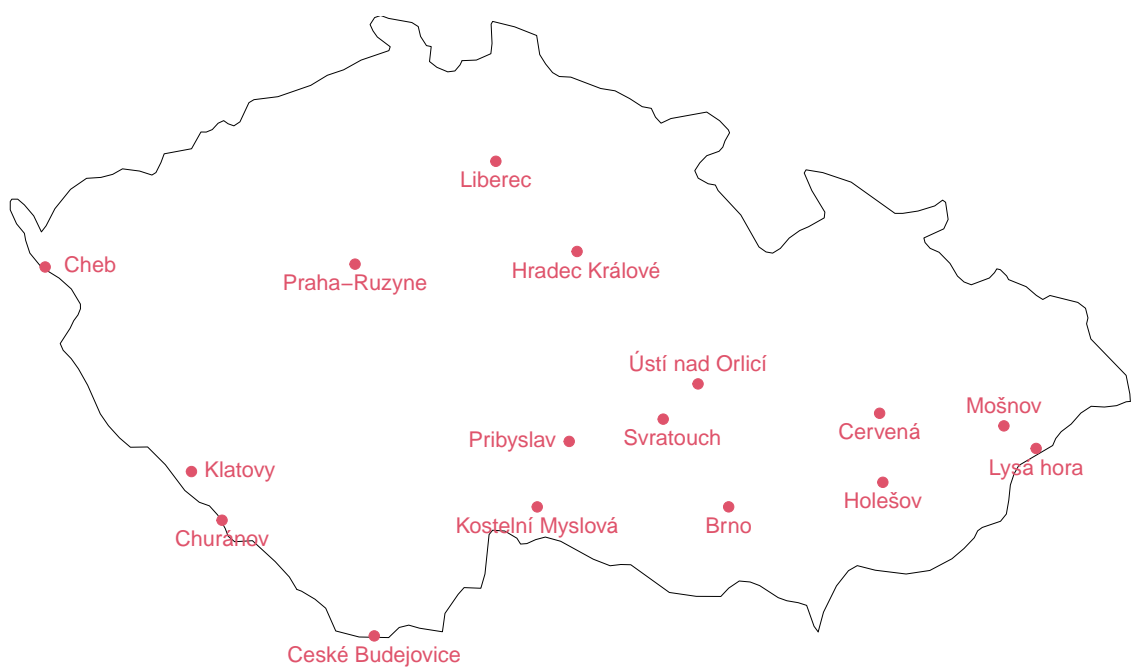 Liberec
Cheb
Praha−Ruzyne
Hradec Králové
Ústí nad Orlicí
Mošnov
Pribyslav
Svratouch
Cervená
Klatovy
Lysá hora
Holešov
Churánov
Kostelní Myslová
Brno
Ceské Budejovice